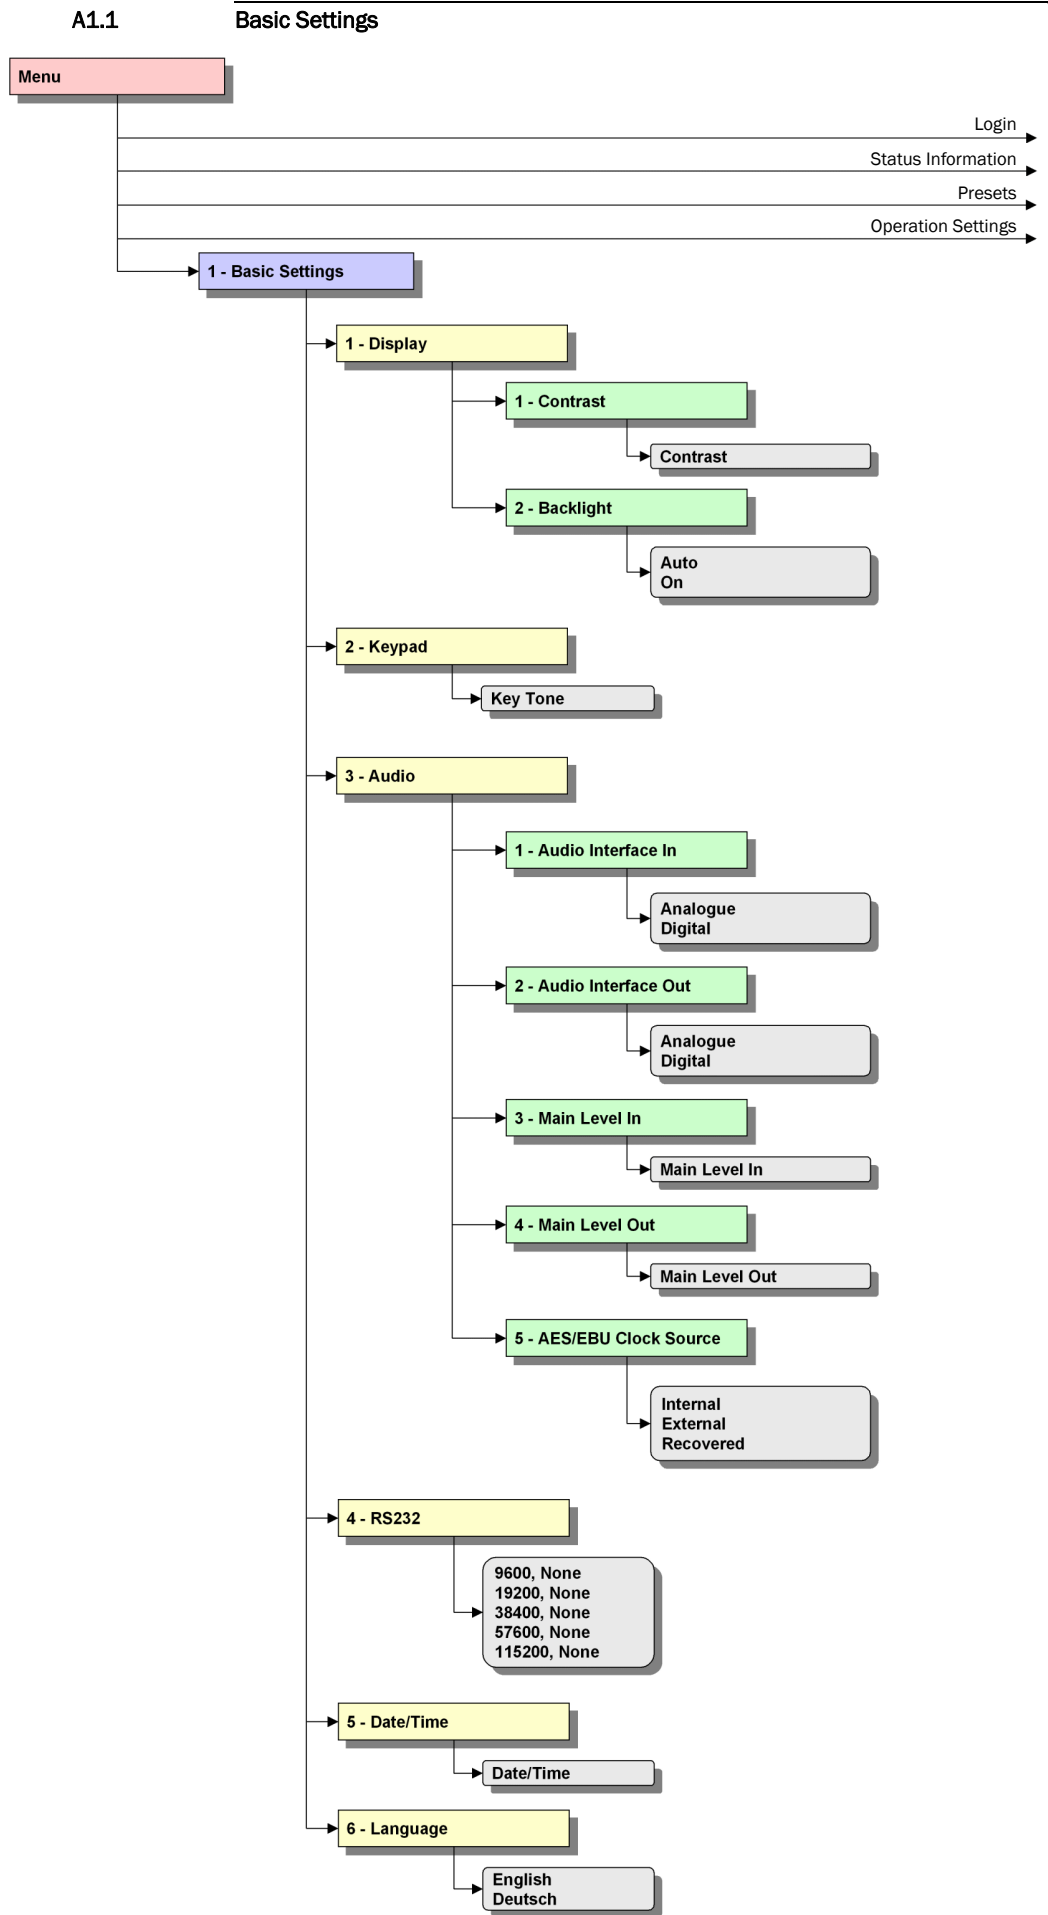 A1.1 Basic Settings
Menu
Login
Status Information
Presets
Operation Settings
1 - Basic Settings
1 - Display
1 - Contrast
Contrast
2 - Backlight
Auto
On
2 - Keypad
Key Tone
3 - Audio
1 - Audio Interface In
Analogue
Digital
2 - Audio Interface Out
Analogue
Digital
3 - Main Level In
Main Level In
4 - Main Level Out
Main Level Out
5 - AES/EBU Clock Source
Internal
External
Recovered
4 - RS232
9600, None
19200, None
38400, None
57600, None
115200, None
5 - Date/Time
Date/Time
6 - Language
English
Deutsch